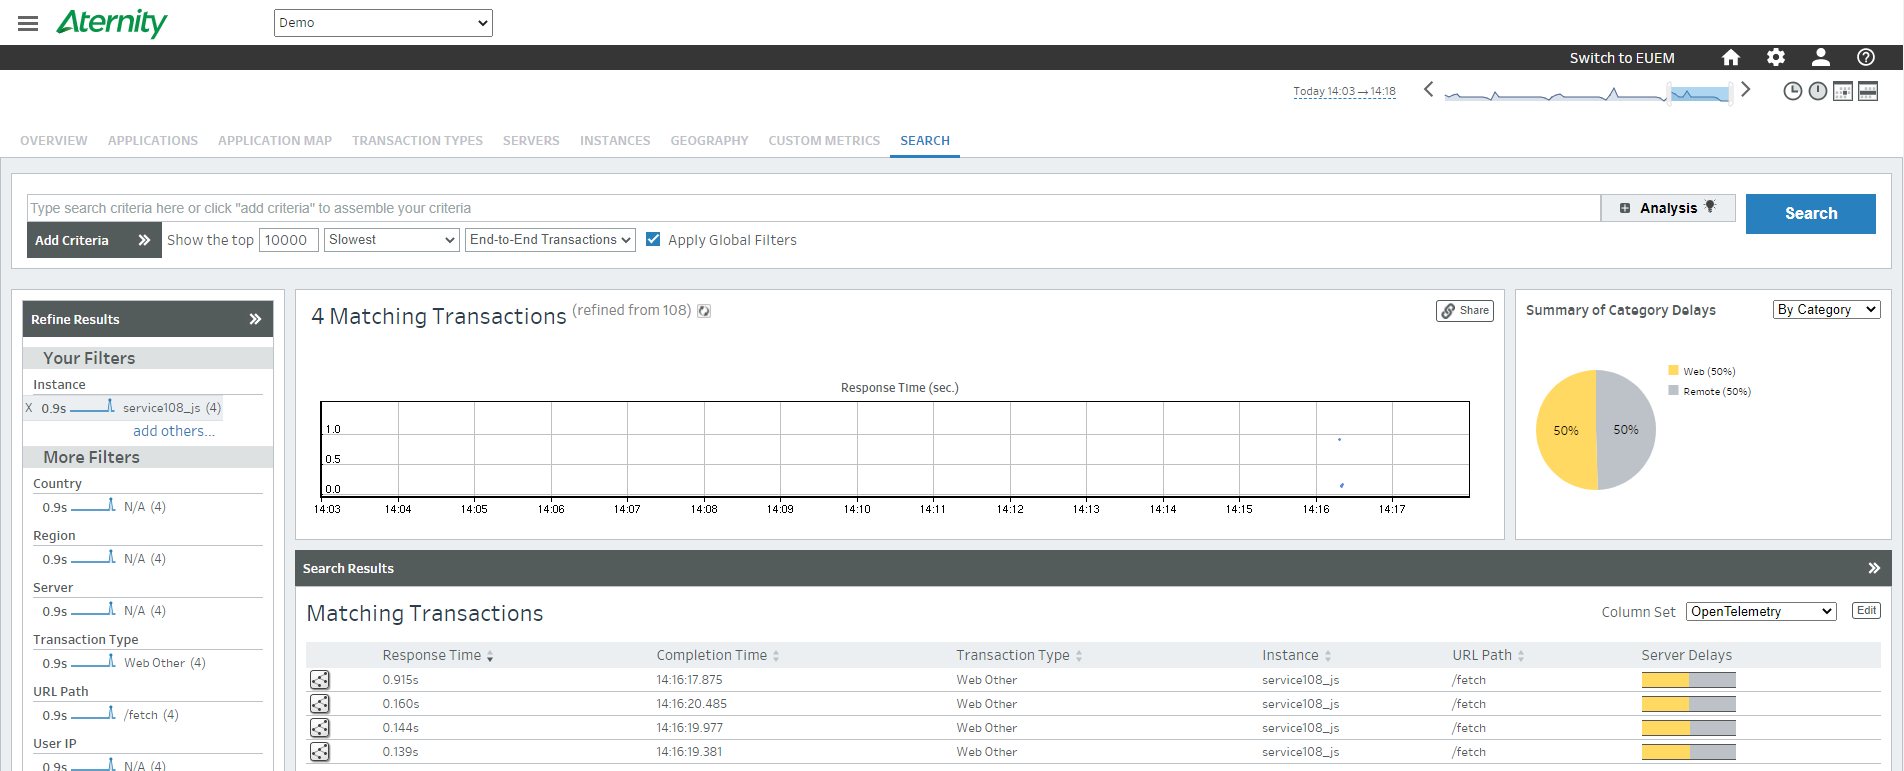 Aternity
Demo
Switch to EUEM
Today 14:03 → 14:18
OVERVIEW APPLICATIONS APPLICATION MAP TRANSACTION TYPES SERVERS INSTANCES GEOGRAPHY CUSTOM METRICS SEARCH
Type search criteria here or click "add criteria" to assemble your criteria
Analysis
Search
Add Criteria
Show the top 10000 Slowest End-to-End Transactions Apply Global Filters
Refine Results
Your Filters
Instance
X 0.9s service108_js (4)
add others...
More Filters
Country
0.9s N/A (4)
Region
0.9s N/A (4)
Server
0.9s N/A (4)
Transaction Type
0.9s Web Other (4)
URL Path
0.9s /fetch (4)
User IP
0.9s N/A (4)
4 Matching Transactions (refined from 108)
Share
Response Time (sec.)
1.0
0.5
0.0
14:03 14:04 14:05 14:06 14:07 14:08 14:09 14:10 14:11 14:12 14:13 14:14 14:15 14:16 14:17
Summary of Category Delays
By Category
50% 50%
Web (50%)
Remote (50%)
Search Results
Matching Transactions
Column Set OpenTelemetry Edit
Response Time Completion Time Transaction Type Instance URL Path Server Delays
0.915s 14:16:17.875 Web Other service108_js /fetch
0.160s 14:16:20.485 Web Other service108_js /fetch
0.144s 14:16:19.977 Web Other service108_js /fetch
0.139s 14:16:19.381 Web Other service108_js /fetch